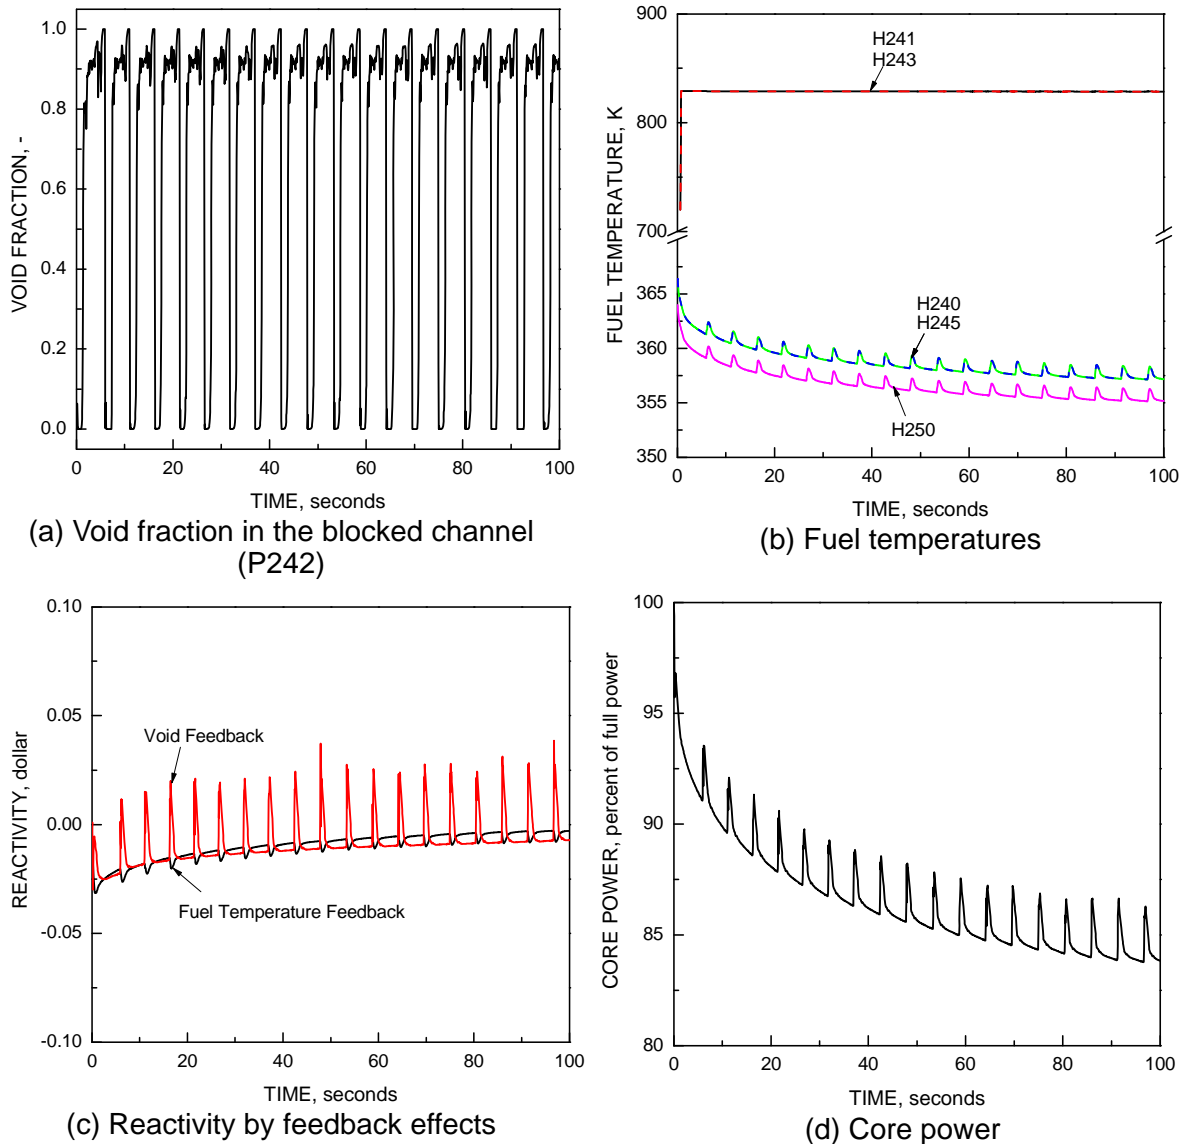 1.0
0.8
0.6
0.4
0.2
0.0
VOID FRACTION, -
0 20 40 60 80 100
TIME, seconds
(a) Void fraction in the blocked channel
(P242)
900
800
700
365
360
355
350
FUEL TEMPERATURE, K
H241
H243
H240
H245
H250
0 20 40 60 80 100
TIME, seconds
(b) Fuel temperatures
0.10
0.05
0.00
-0.05
-0.10
REACTIVITY, dollar
Void Feedback
Fuel Temperature Feedback
0 20 40 60 80 100
TIME, seconds
(c) Reactivity by feedback effects
100
95
90
85
80
CORE POWER, percent of full power
0 20 40 60 80 100
TIME, seconds
(d) Core power